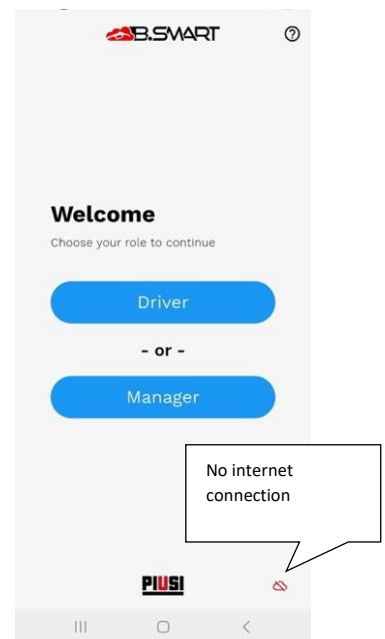 B.SMART
Welcome
Choose your role to continue
Driver
- or -
Manager
No internet
connection
PIUSI